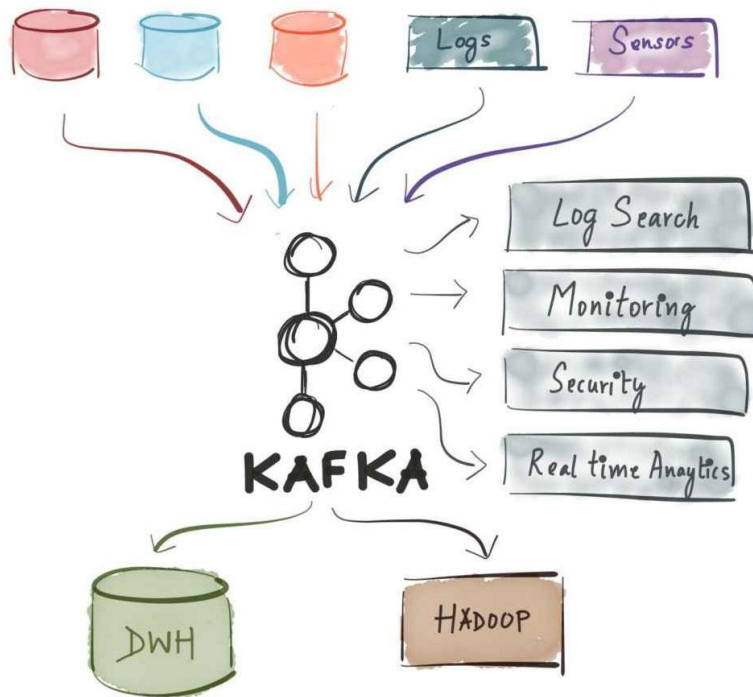 Logs
Sensors
Log Search
Monitoring
Security
Real time Anaytics
KAFKA
DWH
HADOOP